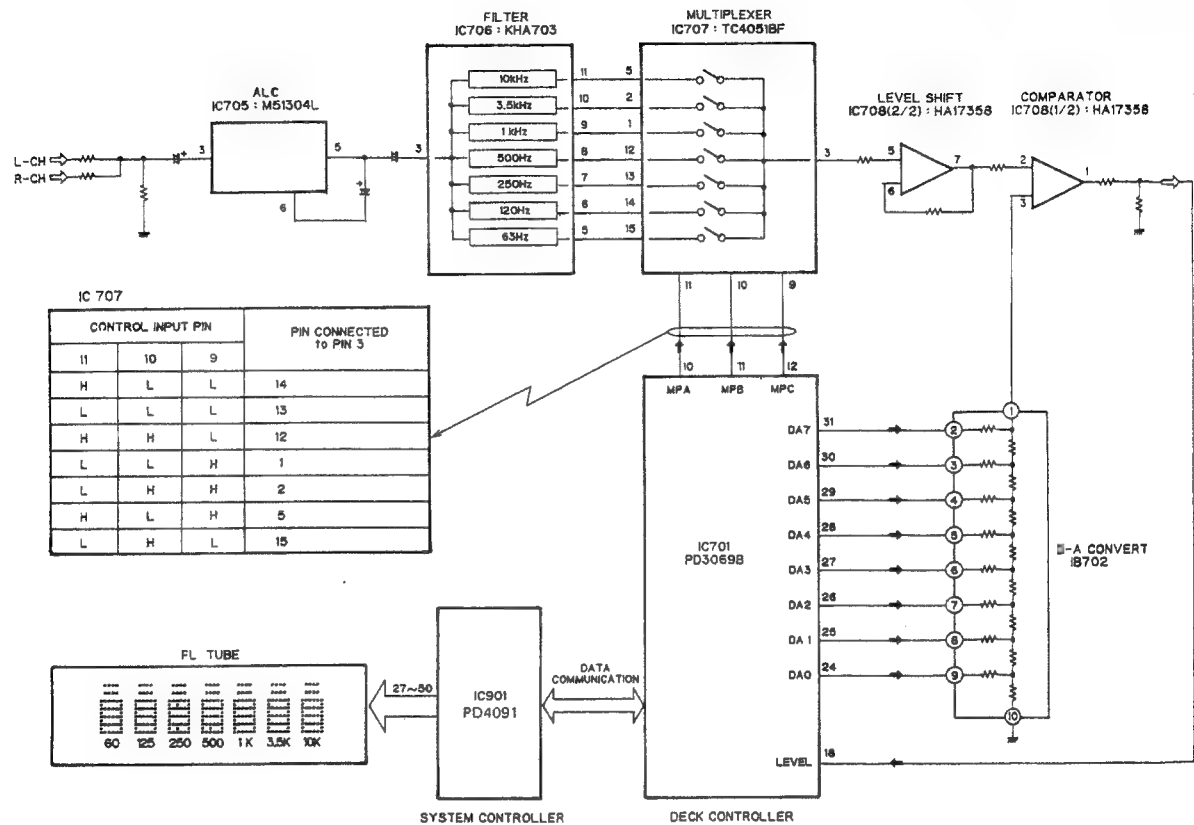 FILTER
IC706 : KHA703
MULTIPLEXER
IC707 : TC4051BF
ALC
IC705 : M51304L
LEVEL SHIFT
IC708(2/2) : HA17358
COMPARATOR
IC708(1/2) : HA17358
L-CH
R-CH
3
5
6
+
+
3
10kHz 11 5
3,5kHz 10 2
1 kHz 9 1
500Hz 8 12
250Hz 7 13
120Hz 6 14
63Hz 5 15
3
5
6
7
2
3
1
11 10 9
10 11 12
MPA MPB MPC
IC 707
CONTROL INPUT PIN PIN CONNECTED
to PIN 3
11 10 9
H L L 14
L L L 13
H H L 12
L L H 1
L H H 2
H L H 5
L H L 15
1
DA7 31 2
DA6 30 3
DA5 29 4
DA4 28 5
DA3 27 6
DA2 26 7
DA1 25 8
DA0 24 9
10
IC701
PD3069B
-A CONVERT
IB702
LEVEL 18
FL TUBE
60 125 250 500 1K 3,5K 10K
27~50
IC901
PD4091
DATA
COMMUNICATION
SYSTEM CONTROLLER
DECK CONTROLLER